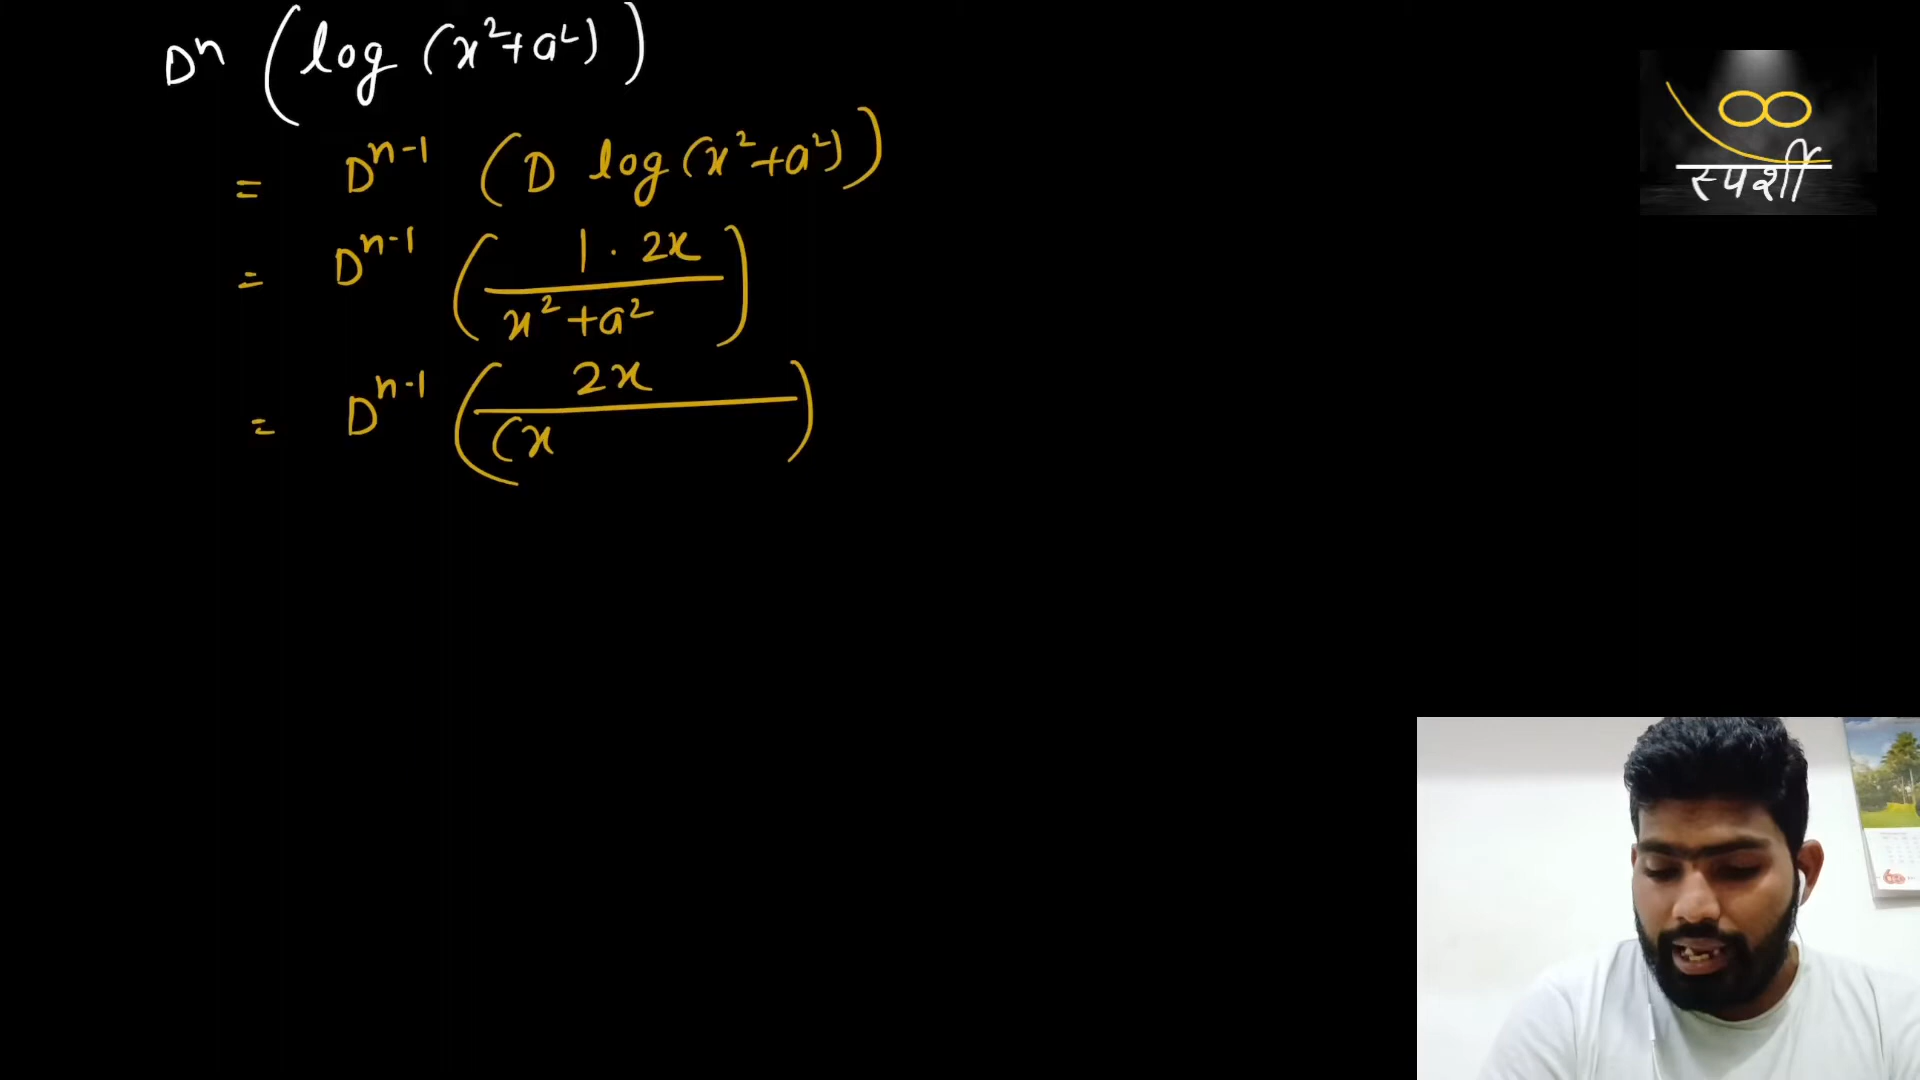 Dⁿ (log (x²+a²))
= Dⁿ⁻¹ (D log (x²+a²))
= Dⁿ⁻¹ (1 · 2x / x²+a²)
= Dⁿ⁻¹ (2x / (x)
स्पर्शी